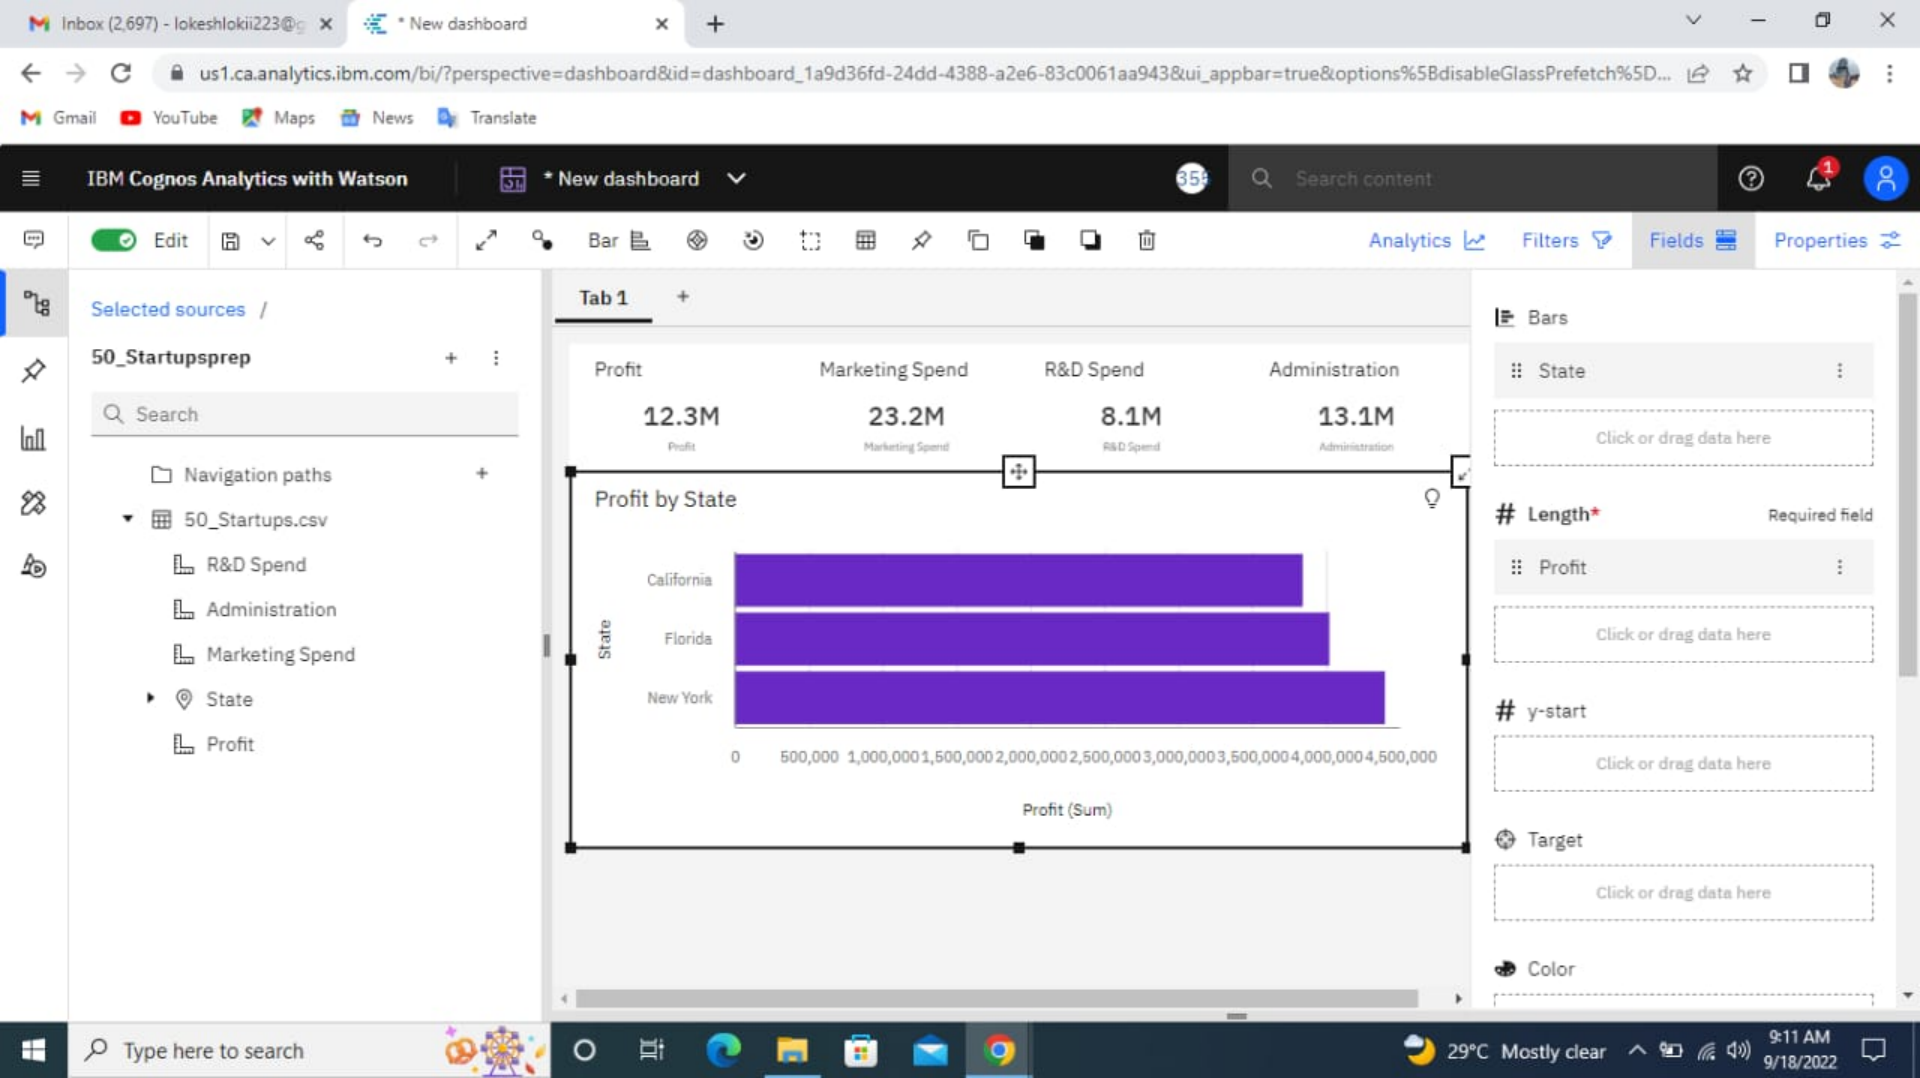 Inbox (2,697) - lokeshlokii223@g
* New dashboard
us1.ca.analytics.ibm.com/bi/?perspective=dashboard&id=dashboard_1a9d36fd-24dd-4388-a2e6-83c0061aa943&ui_appbar=true&options%5BdisableGlassPrefetch%5D...
Gmail
YouTube
Maps
News
Translate
IBM Cognos Analytics with Watson
* New dashboard
355
Search content
1
Edit
Bar
Analytics
Filters
Fields
Properties
Selected sources /
50_Startupsprep
Search
Navigation paths
50_Startups.csv
R&D Spend
Administration
Marketing Spend
State
Profit
Tab 1
Profit
Marketing Spend
R&D Spend
Administration
12.3M
23.2M
8.1M
13.1M
Profit
Marketing Spend
R&D Spend
Administration
Profit by State
State
California
Florida
New York
0
500,000
1,000,000
1,500,000
2,000,000
2,500,000
3,000,000
3,500,000
4,000,000
4,500,000
Profit (Sum)
Bars
State
Click or drag data here
Length*
Required field
Profit
Click or drag data here
y-start
Click or drag data here
Target
Click or drag data here
Color
Type here to search
29°C Mostly clear
9:11 AM
9/18/2022